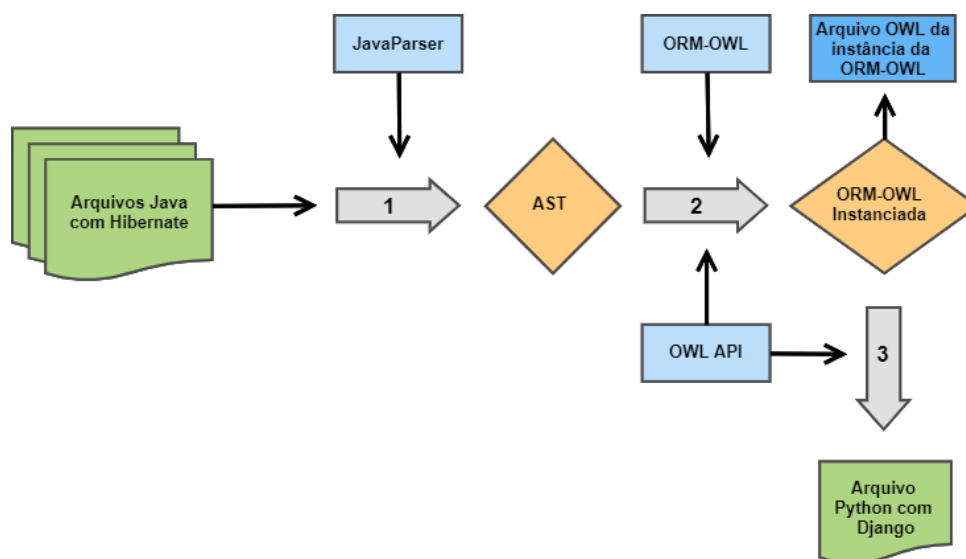 JavaParser
ORM-OWL
Arquivo OWL da
instância da
ORM-OWL
Arquivos Java
com Hibernate
1
AST
2
ORM-OWL
Instanciada
OWL API
3
Arquivo
Python com
Django